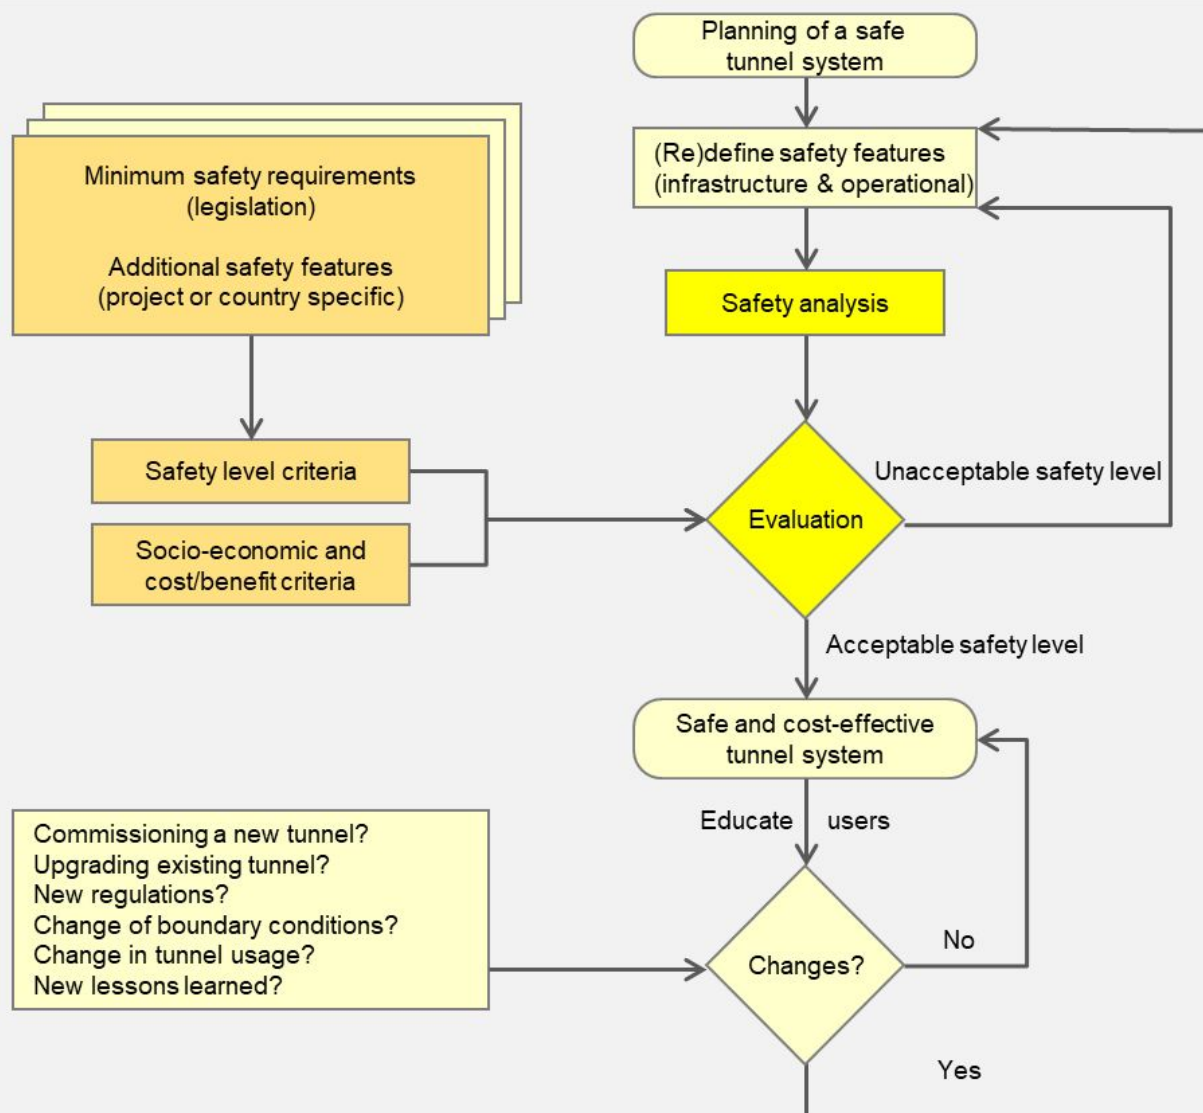 Planning of a safe
tunnel system
(Re)define safety features
(infrastructure & operational)
Minimum safety requirements
(legislation)
Additional safety features
(project or country specific)
Safety analysis
Safety level criteria
Socio-economic and
cost/benefit criteria
Evaluation
Unacceptable safety level
Acceptable safety level
Safe and cost-effective
tunnel system
Educate users
Commissioning a new tunnel?
Upgrading existing tunnel?
New regulations?
Change of boundary conditions?
Change in tunnel usage?
New lessons learned?
Changes?
No
Yes